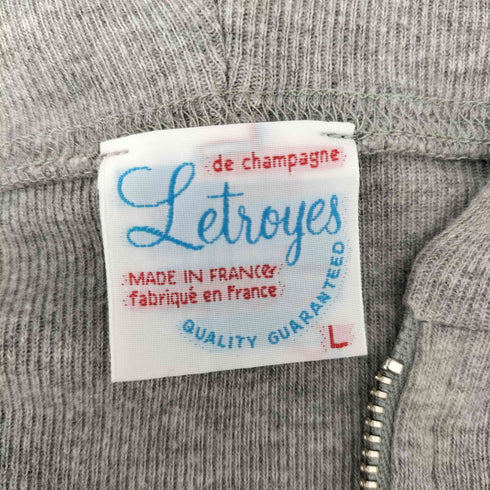 de champagne
Letroyes
MADE IN FRANCE
fabriqué en France
QUALITY GUARANTEED
L